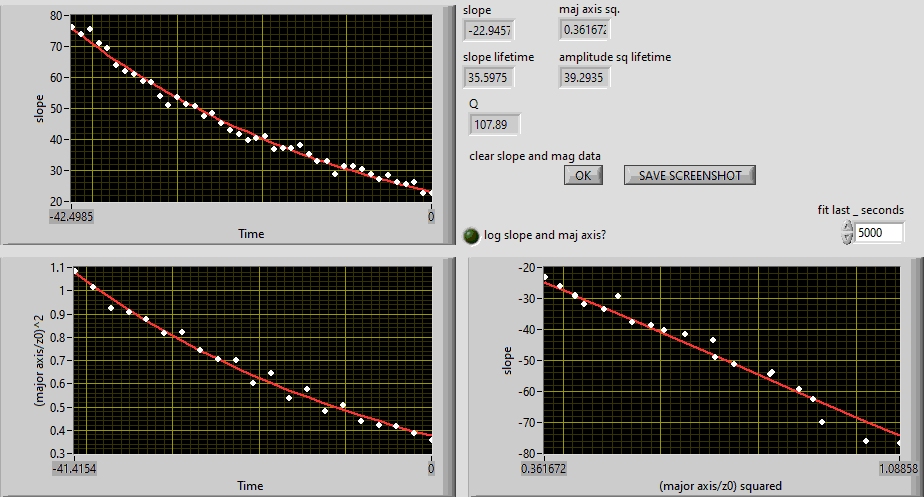 80
70
60
50
40
30
20
slope
-42.4985
0
Time
slope
maj axis sq.
-22.9457
0.361672
slope lifetime
amplitude sq lifetime
35.5975
39.2935
Q
107.89
clear slope and mag data
OK
SAVE SCREENSHOT
fit last _ seconds
log slope and maj axis?
5000
1.1
1
0.9
0.8
0.7
0.6
0.5
0.4
0.3
(major axis/z0)^2
-41.4154
0
Time
-20
-30
-40
-50
-60
-70
-80
slope
0.361672
1.08858
(major axis/z0) squared